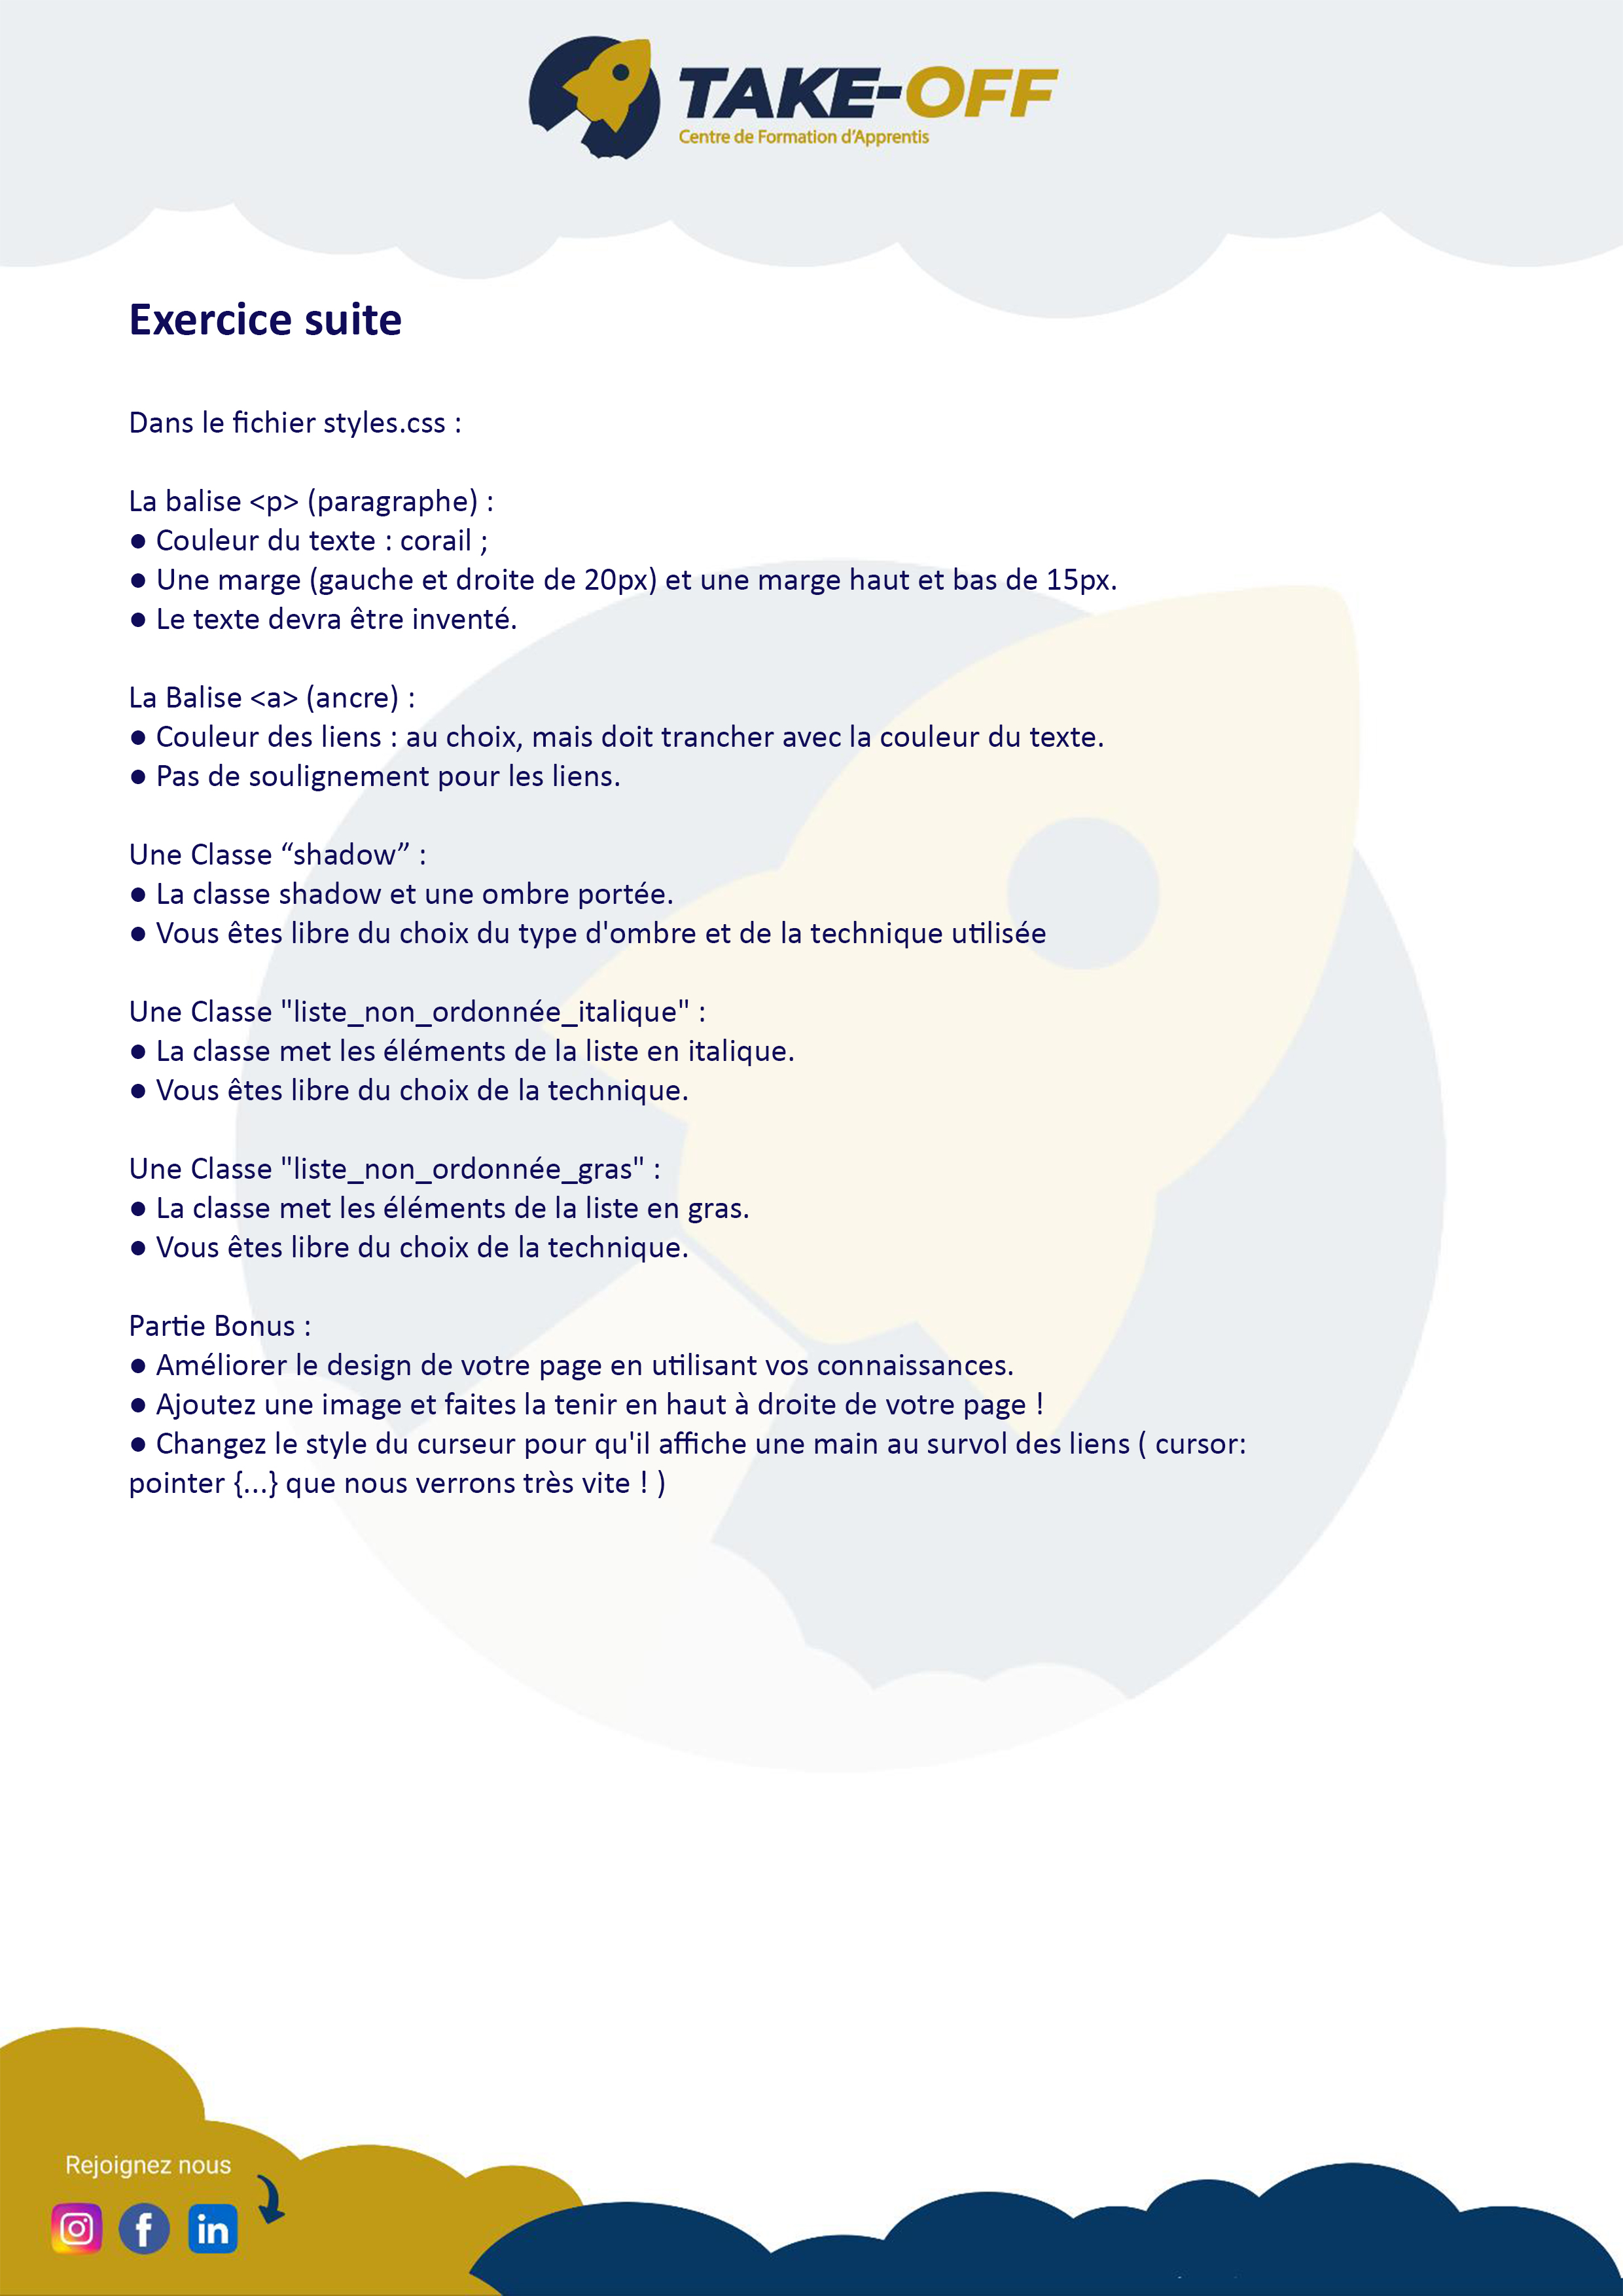 TAKE-OFF
Centre de Formation d'Apprentis
Exercice suite
Dans le fichier styles.css :
La balise <p> (paragraphe) :
● Couleur du texte : corail ;
● Une marge (gauche et droite de 20px) et une marge haut et bas de 15px.
● Le texte devra être inventé.
La Balise <a> (ancre) :
● Couleur des liens : au choix, mais doit trancher avec la couleur du texte.
● Pas de soulignement pour les liens.
Une Classe “shadow” :
● La classe shadow et une ombre portée.
● Vous êtes libre du choix du type d'ombre et de la technique utilisée
Une Classe "liste_non_ordonnée_italique" :
● La classe met les éléments de la liste en italique.
● Vous êtes libre du choix de la technique.
Une Classe "liste_non_ordonnée_gras" :
● La classe met les éléments de la liste en gras.
● Vous êtes libre du choix de la technique.
Partie Bonus :
● Améliorer le design de votre page en utilisant vos connaissances.
● Ajoutez une image et faites la tenir en haut à droite de votre page !
● Changez le style du curseur pour qu'il affiche une main au survol des liens ( cursor:
pointer {...} que nous verrons très vite ! )
Rejoignez nous